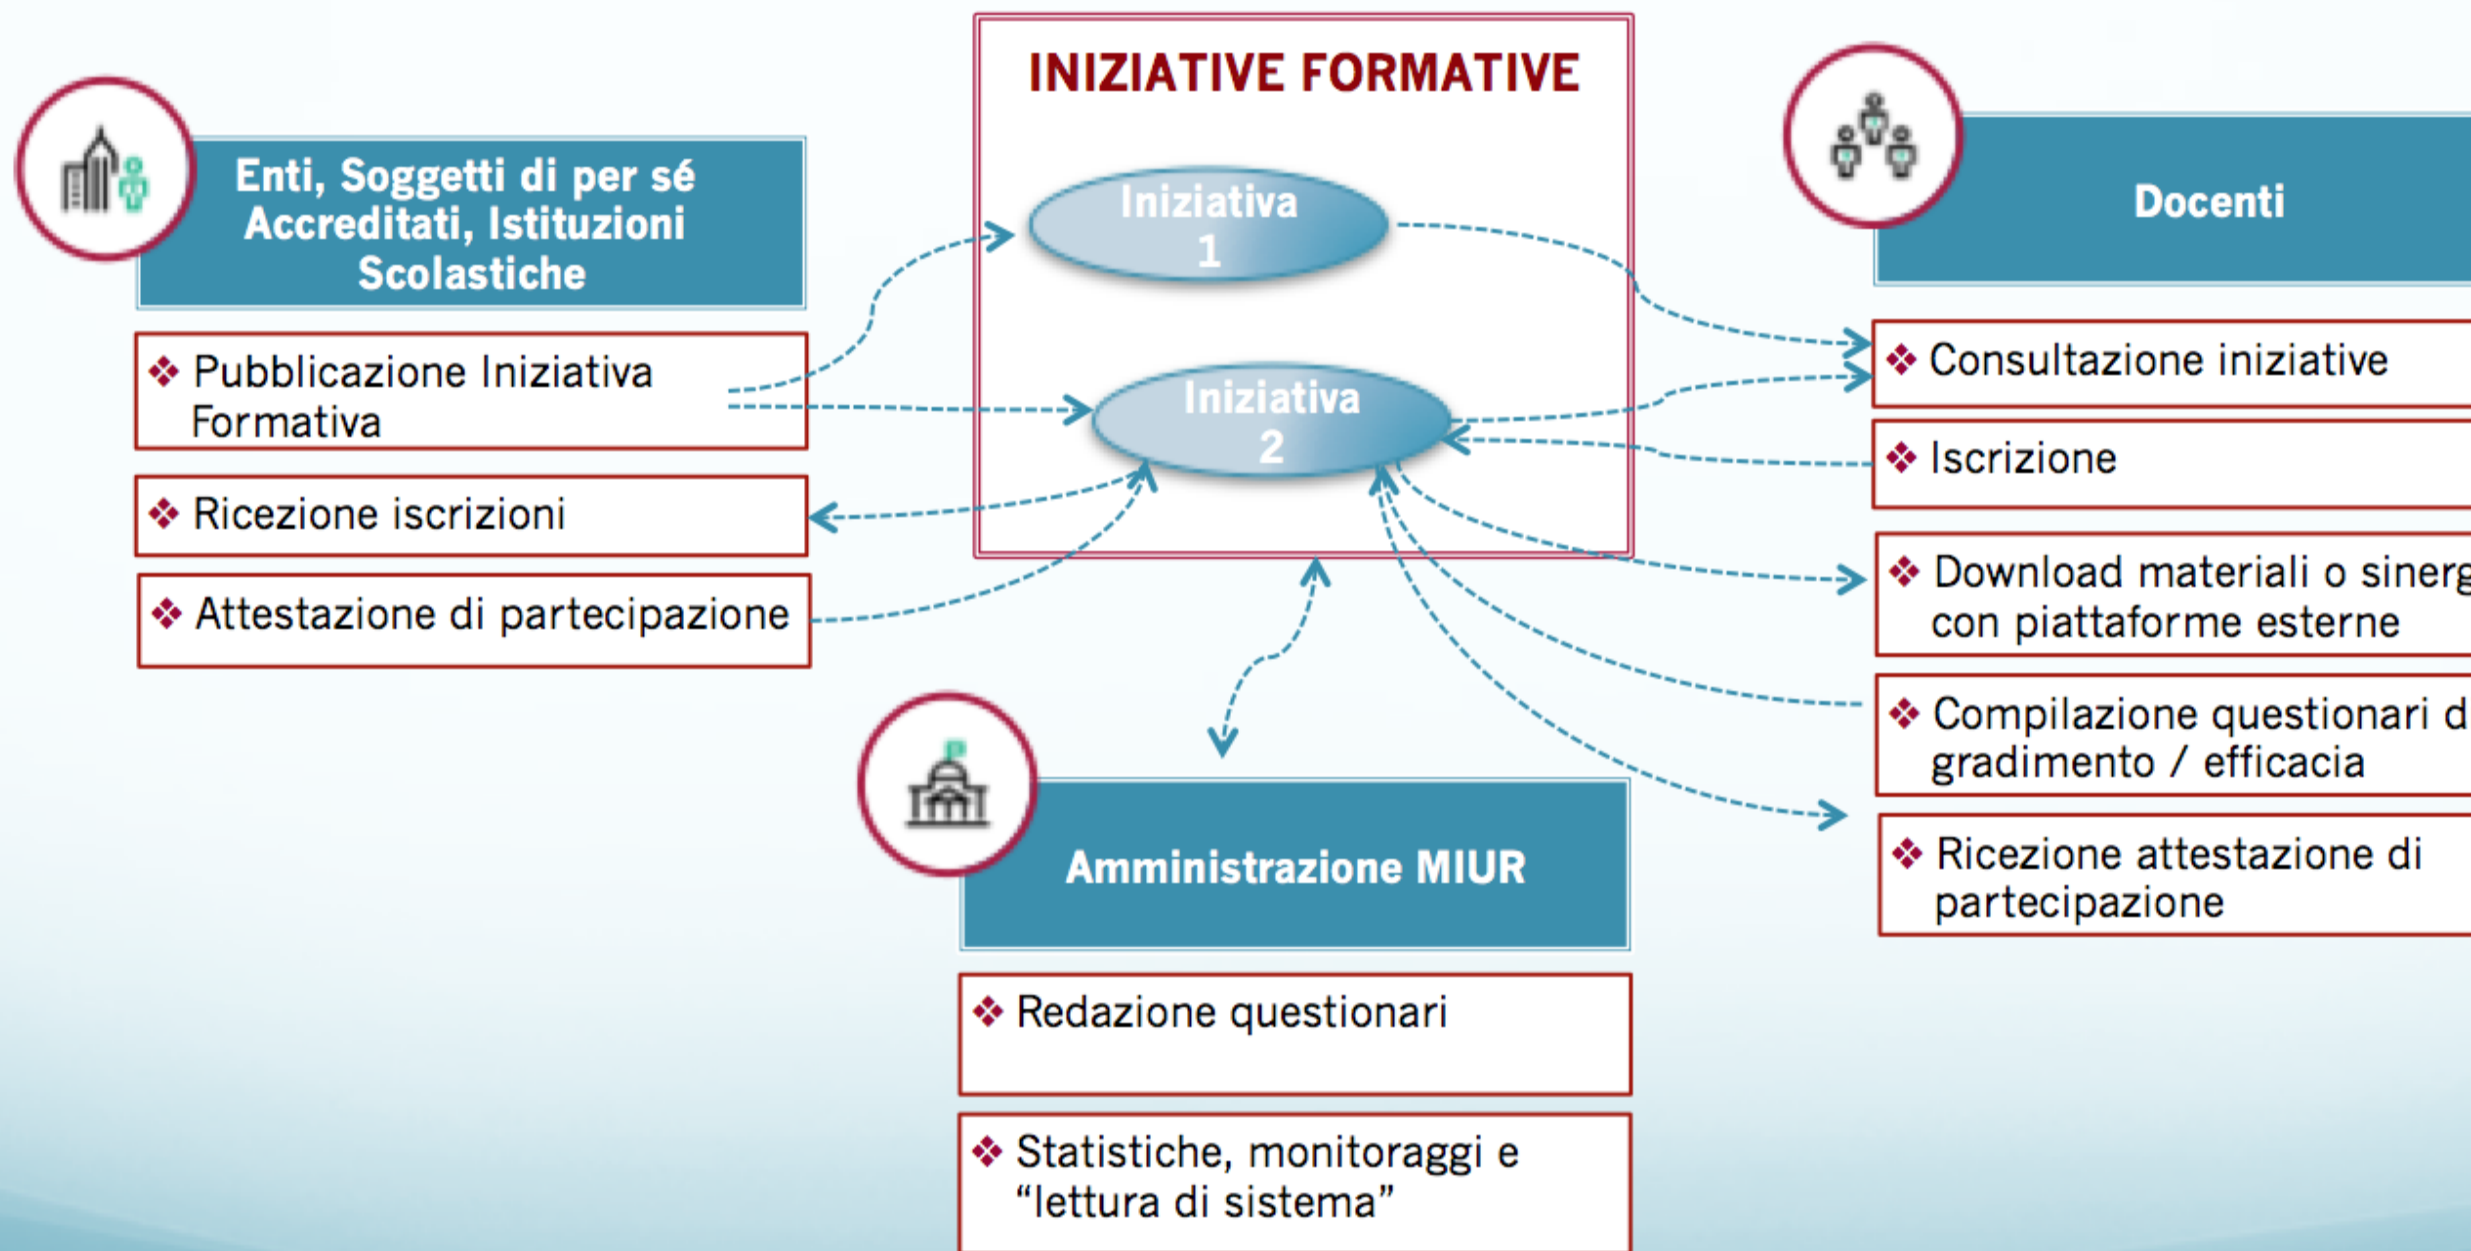 INIZIATIVE FORMATIVE
Iniziativa
1
Iniziativa
2
Enti, Soggetti di per sé
Accreditati, Istituzioni
Scolastiche
❖ Pubblicazione Iniziativa
Formativa
❖ Ricezione iscrizioni
❖ Attestazione di partecipazione
Docenti
❖ Consultazione iniziative
❖ Iscrizione
❖ Download materiali o
con piattaforme esterne
❖ Compilazione questionari
gradimento / efficacia
❖ Ricezione attestazione di
partecipazione
Amministrazione MIUR
❖ Redazione questionari
❖ Statistiche, monitoraggi e
“lettura di sistema”